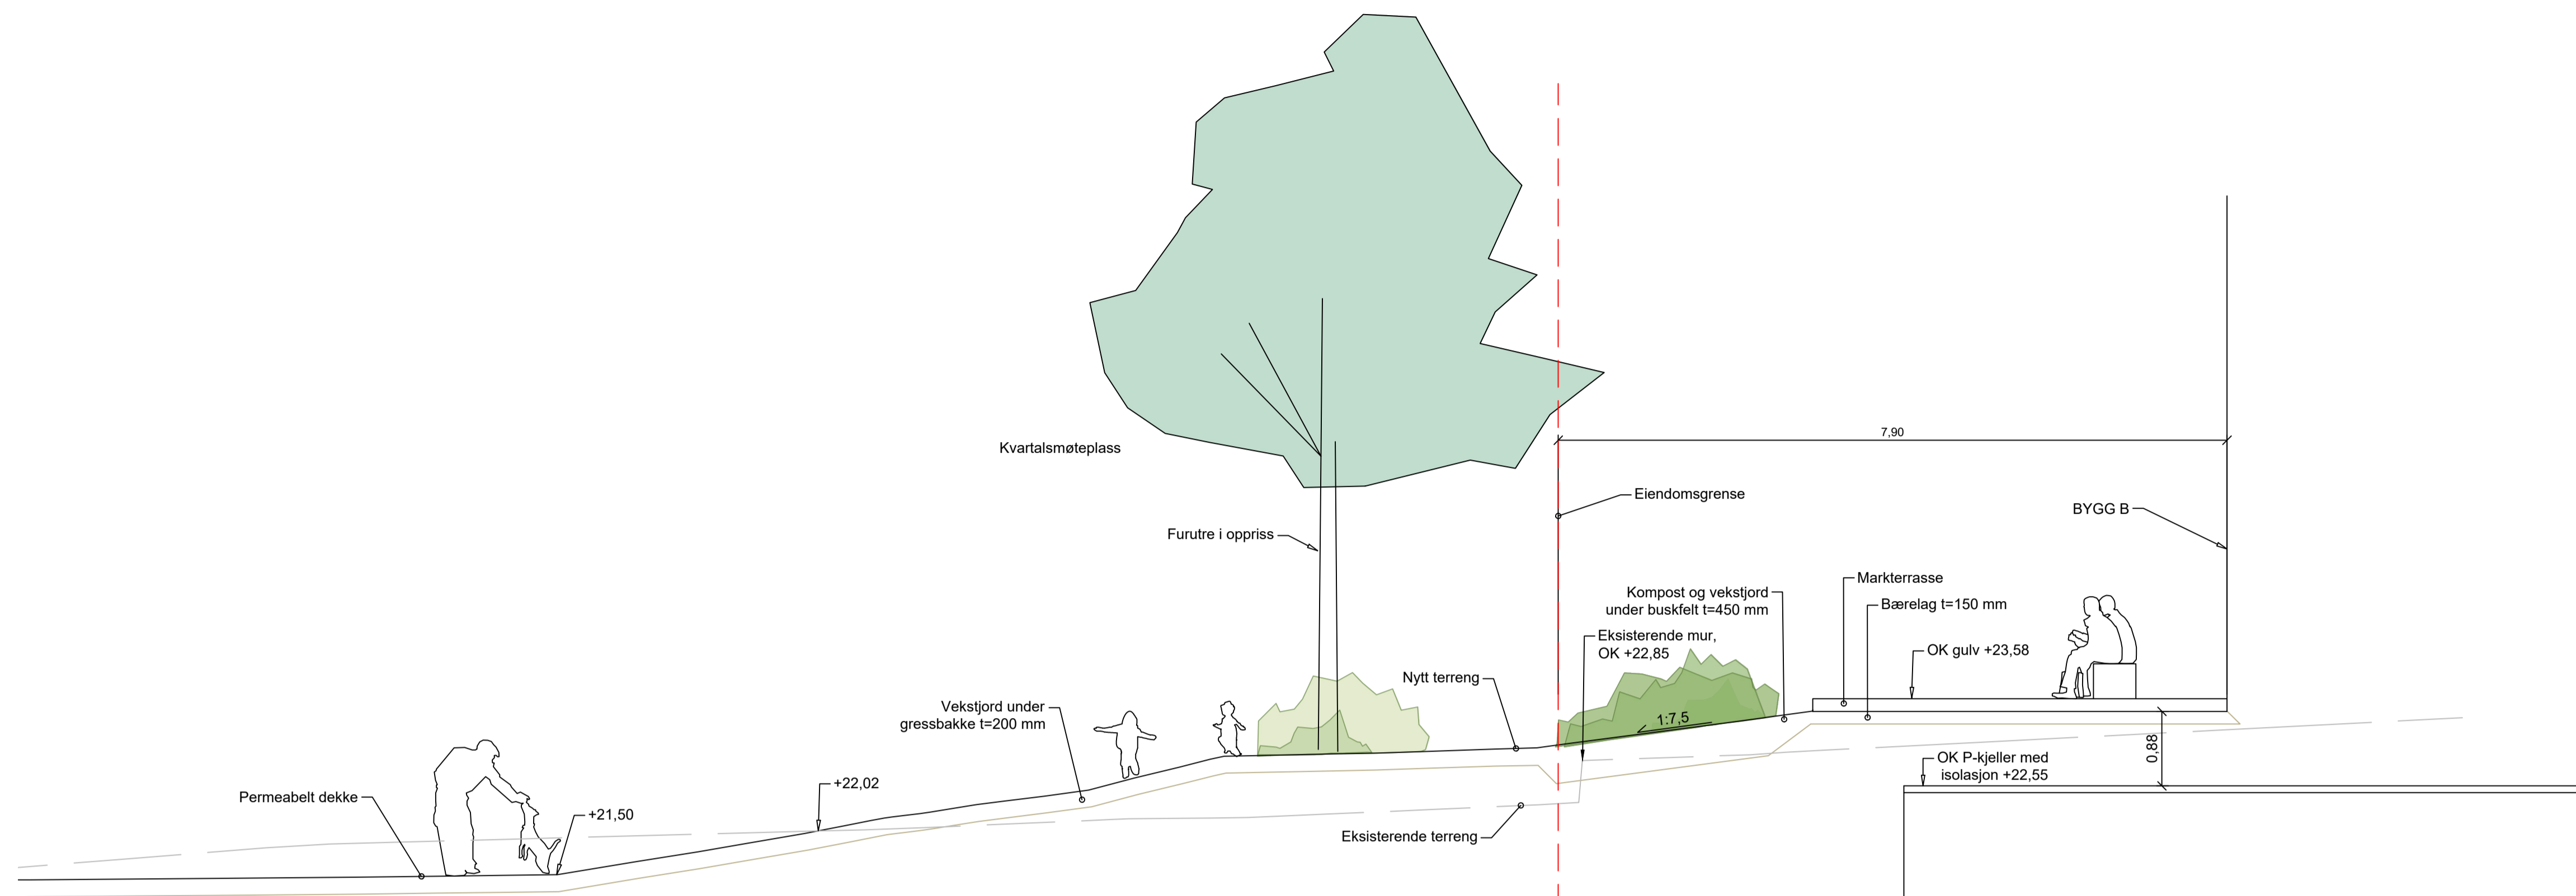 7,90
Kvartalsmøteplass
Eiendomsgrense
BYGG B
Furutre i oppriss
Markterrasse
Kompost og vekstjord
under buskfelt t=450 mm
Bærelag t=150 mm
Eksisterende mur,
OK +22,85
OK gulv +23,58
Nytt terreng
Vekstjord under
gressbakke t=200 mm
1:7,5
0,88
OK P-kjeller med
isolasjon +22,55
+22,02
Permeabelt dekke
+21,50
Eksisterende terreng